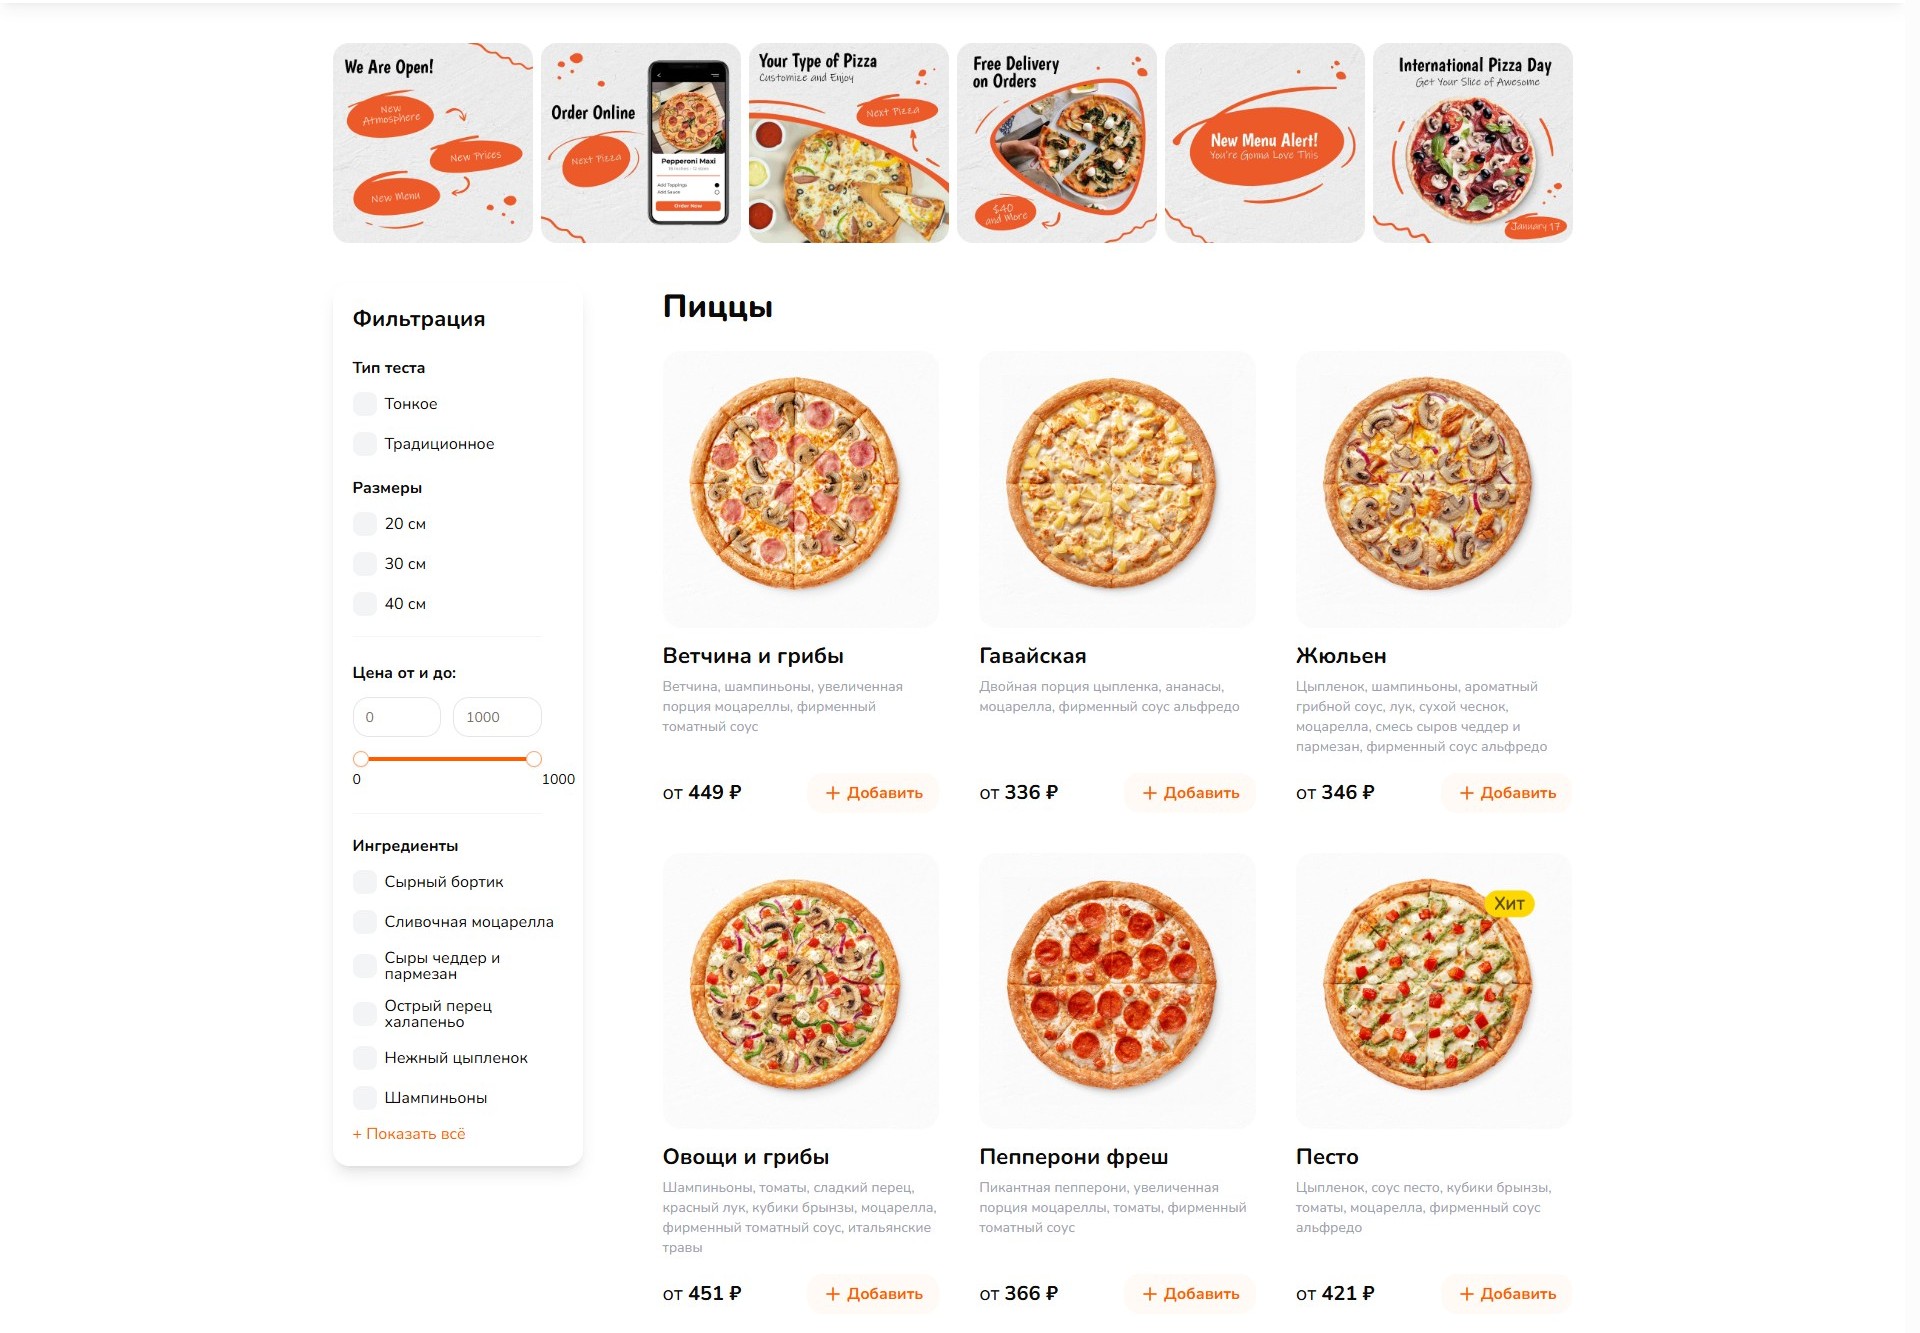 We Are Open!
New
Atmosphere
New Prices
New Menu
Order Online
Next Pizza
Pepperoni Maxi
Add Toppings
Add Sauce
Order Now
Your Type of Pizza
Customize and Enjoy
Next Pizza
Free Delivery
on Orders
$40
and More
New Menu Alert!
You're Gonna Love This
International Pizza Day
Get Your Slice of Awesome
January 17
Фильтрация
Тип теста
Тонкое
Традиционное
Размеры
20 см
30 см
40 см
Цена от и до:
0 1000
0 1000
Ингредиенты
Сырный бортик
Сливочная моцарелла
Сыры чеддер и
пармезан
Острый перец
халапеньо
Нежный цыпленок
Шампиньоны
+ Показать всё
Пиццы
Ветчина и грибы
Ветчина, шампиньоны, увеличенная
порция моцареллы, фирменный
томатный соус
от 449 ₽ + Добавить
Гавайская
Двойная порция цыпленка, ананасы,
моцарелла, фирменный соус альфредо
от 336 ₽ + Добавить
Жюльен
Цыпленок, шампиньоны, ароматный
грибной соус, лук, сухой чеснок,
моцарелла, смесь сыров чеддер и
пармезан, фирменный соус альфредо
от 346 ₽ + Добавить
Овощи и грибы
Шампиньоны, томаты, сладкий перец,
красный лук, кубики брынзы, моцарелла,
фирменный томатный соус, итальянские
травы
от 451 ₽ + Добавить
Пепперони фреш
Пикантная пепперони, увеличенная
порция моцареллы, томаты, фирменный
томатный соус
от 366 ₽ + Добавить
Хит
Песто
Цыпленок, соус песто, кубики брынзы,
томаты, моцарелла, фирменный соус
альфредо
от 421 ₽ + Добавить